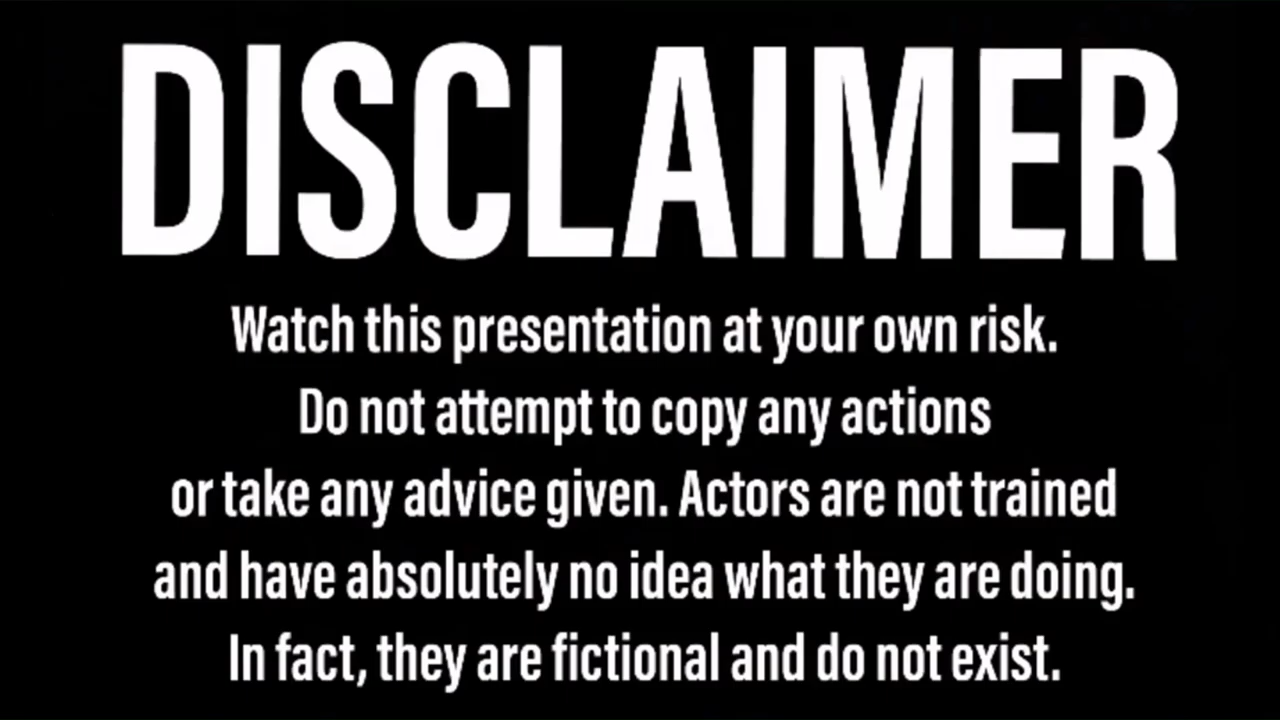 DISCLAIMER
Watch this presentation at your own risk.
Do not attempt to copy any actions
or take any advice given. Actors are not trained
and have absolutely no idea what they are doing.
In fact, they are fictional and do not exist.